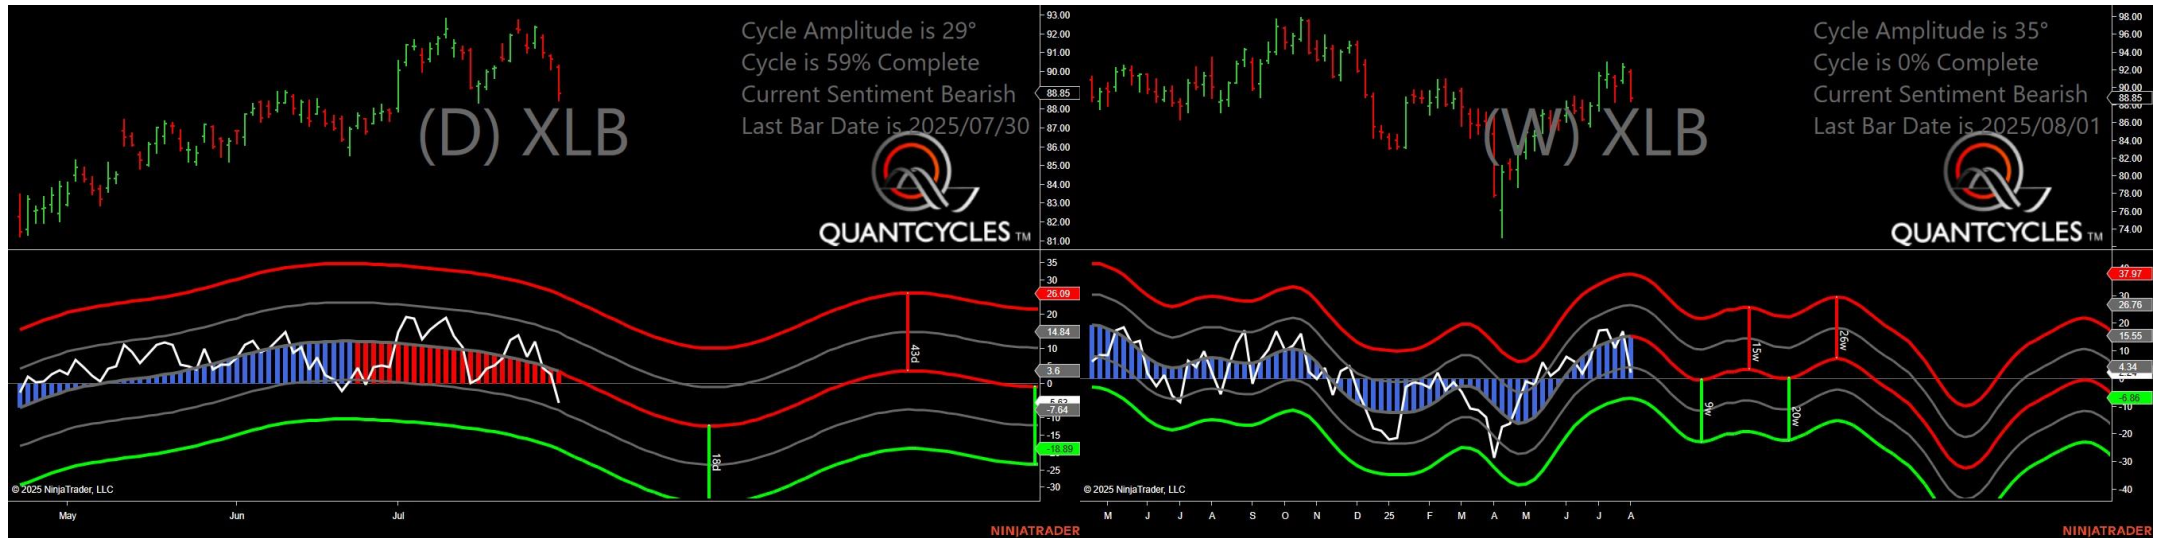 Cycle Amplitude is 29°
Cycle is 59% Complete
Current Sentiment Bearish
Last Bar Date is 2025/07/30
(D) XLB
QUANTCYCLES TM
93.00
92.00
91.00
90.00
88.85
88.00
87.00
86.00
85.00
84.00
83.00
82.00
81.00
35
30
26.09
20
14.84
10
3.6
0
-7.64
-10
-15
-18.89
-25
-30
43d
18d
© 2025 NinjaTrader, LLC
May Jun Jul
NINJATRADER
Cycle Amplitude is 35°
Cycle is 0% Complete
Current Sentiment Bearish
Last Bar Date is 2025/08/01
(W) XLB
QUANTCYCLES TM
98.00
96.00
94.00
92.00
90.00
88.85
86.00
84.00
82.00
80.00
78.00
76.00
74.00
37.97
30
26.76
20
15.55
10
4.34
-6.86
-10
-20
-30
-40
15w
26w
9w
20w
© 2025 NinjaTrader, LLC
M J J A S O N D 25 F M A M J J A
NINJATRADER